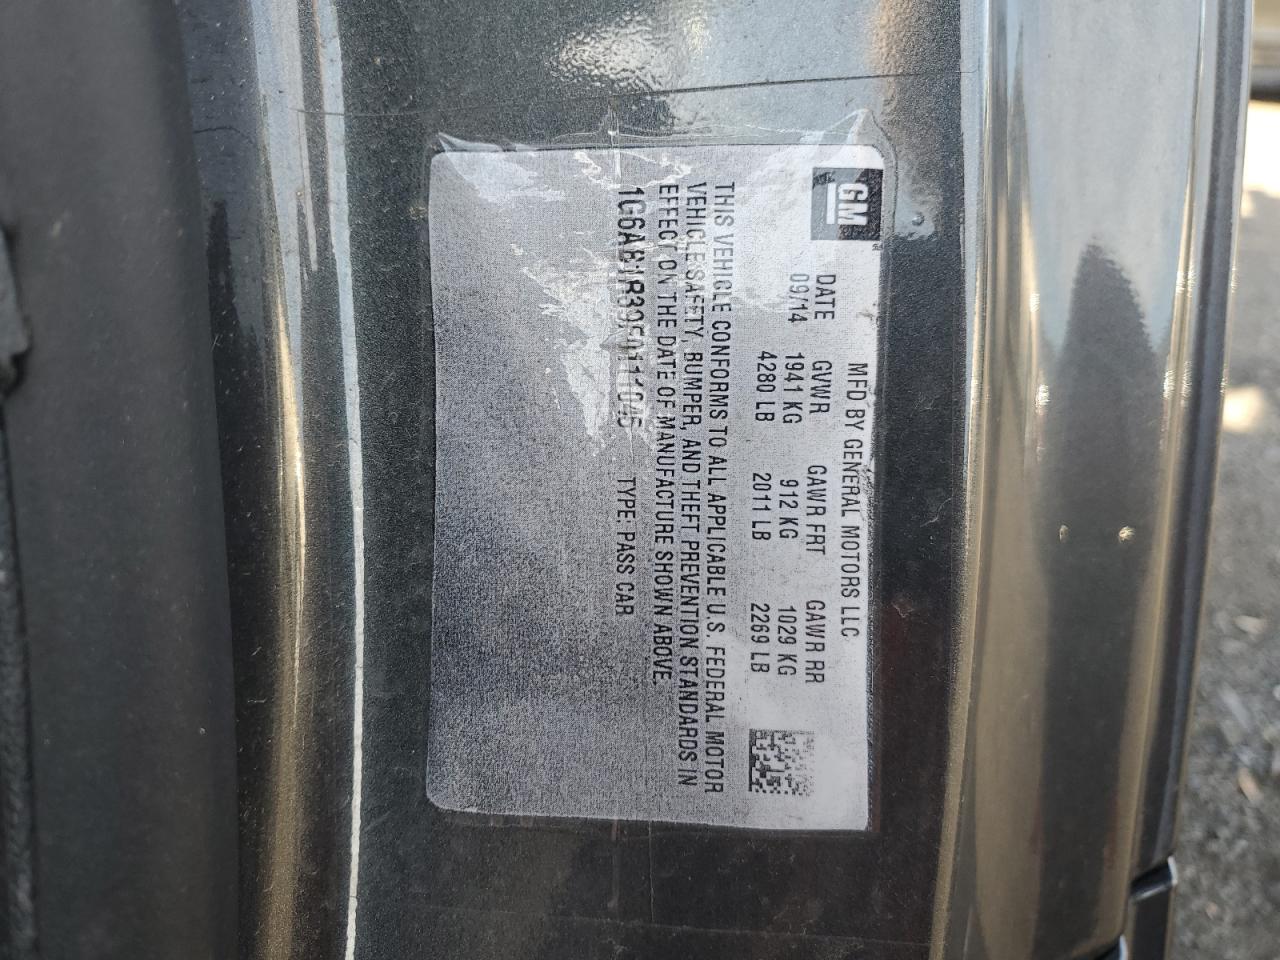 GM
MFD BY GENERAL MOTORS LLC
DATE GVWR GAWR FRT GAWR RR
09/14 1941 KG 912 KG 1029 KG
4280 LB 2011 LB 2269 LB
THIS VEHICLE CONFORMS TO ALL APPLICABLE U.S. FEDERAL MOTOR
VEHICLE SAFETY, BUMPER, AND THEFT PREVENTION STANDARDS IN
EFFECT ON THE DATE OF MANUFACTURE SHOWN ABOVE.
TYPE: PASS CAR